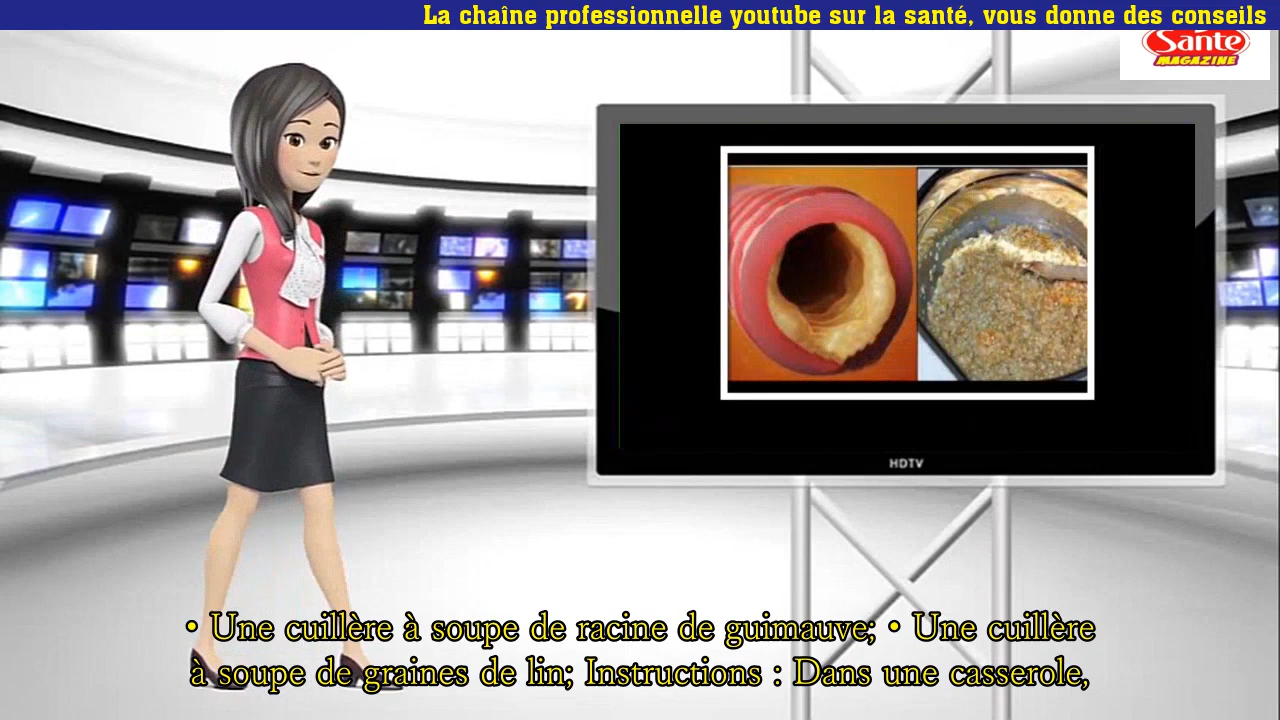 La chaîne professionnelle youtube sur la santé, vous donne des conseils
Santé
MAGAZINE
HDTV
• Une cuillère à soupe de racine de guimauve; • Une cuillère
à soupe de graines de lin; Instructions : Dans une casserole,